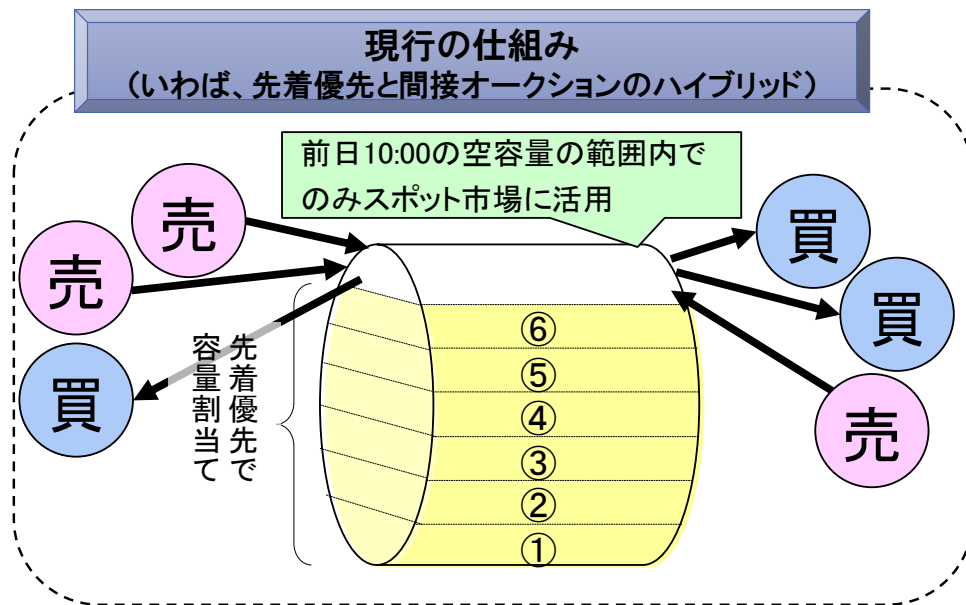 現行の仕組み
(いわば、先着優先と間接オークションのハイブリッド)
前日10:00の空容量の範囲内で
のみスポット市場に活用
売
売
買
買
買
売
先着優先で
容量割当て
⑥
⑤
④
③
②
①